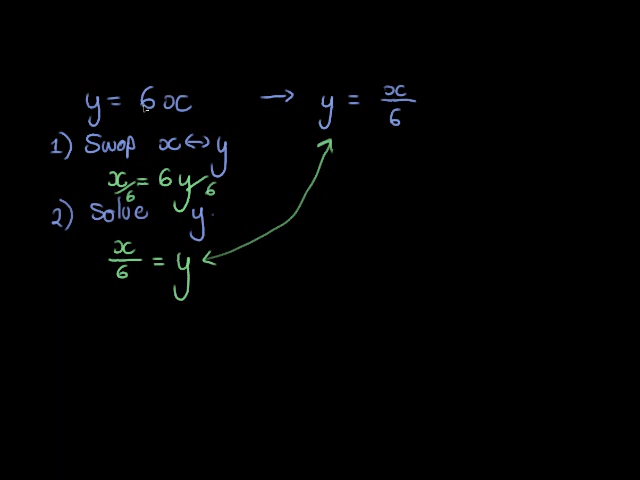 y = 6x → y = x/6
1) Swap x↔y
x/6 = 6y/6
2) Solve y.
x/6 = y